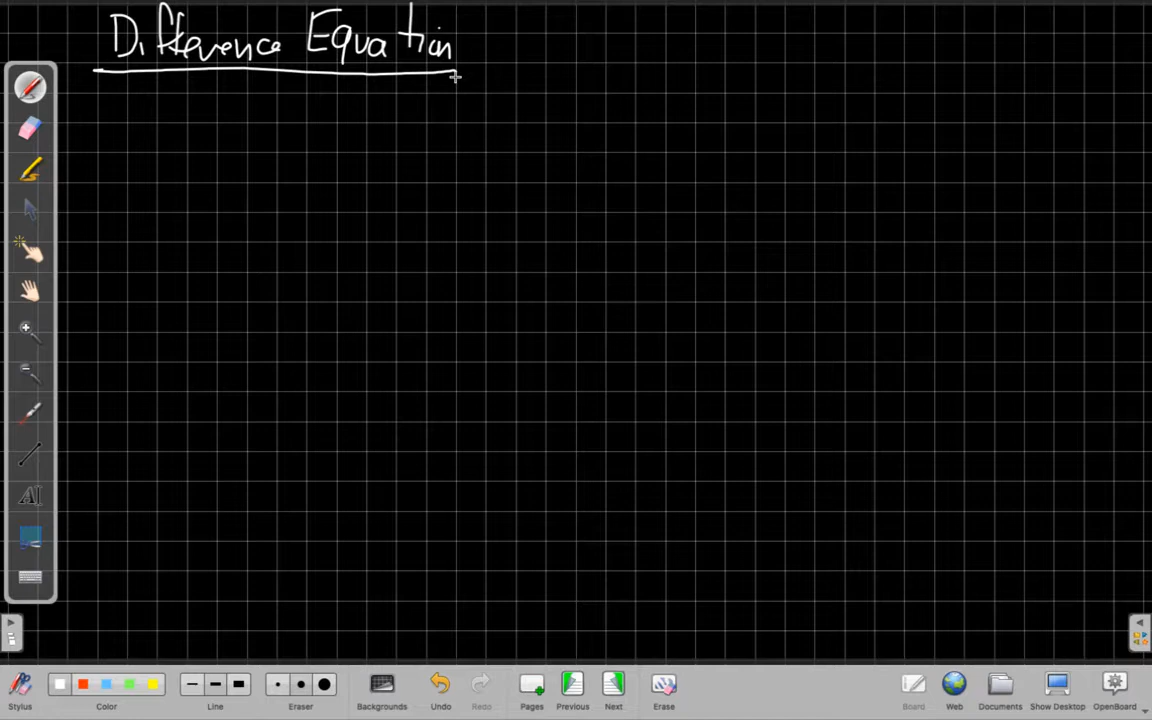 Difference Equation
Stylus
Color
Line
Eraser
Backgrounds
Undo
Redo
Pages
Previous
Next
Erase
Board
Web
Documents
Show Desktop
OpenBoard